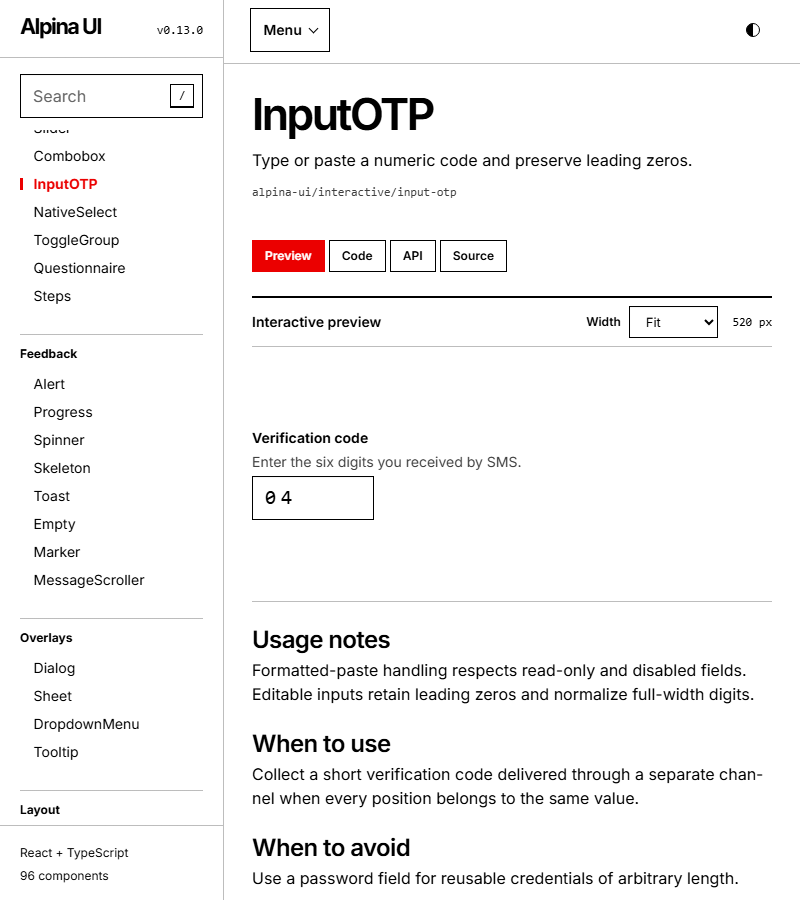 Alpina UI
v0.13.0
Search
/
Slider
Combobox
InputOTP
NativeSelect
ToggleGroup
Questionnaire
Steps
Feedback
Alert
Progress
Spinner
Skeleton
Toast
Empty
Marker
MessageScroller
Overlays
Dialog
Sheet
DropdownMenu
Tooltip
Layout
React + TypeScript
96 components
Menu
InputOTP
Type or paste a numeric code and preserve leading zeros.
alpina-ui/interactive/input-otp
Preview
Code
API
Source
Interactive preview
Width
Fit
520 px
Verification code
Enter the six digits you received by SMS.
04
Usage notes
Formatted-paste handling respects read-only and disabled fields.
Editable inputs retain leading zeros and normalize full-width digits.
When to use
Collect a short verification code delivered through a separate chan-
nel when every position belongs to the same value.
When to avoid
Use a password field for reusable credentials of arbitrary length.